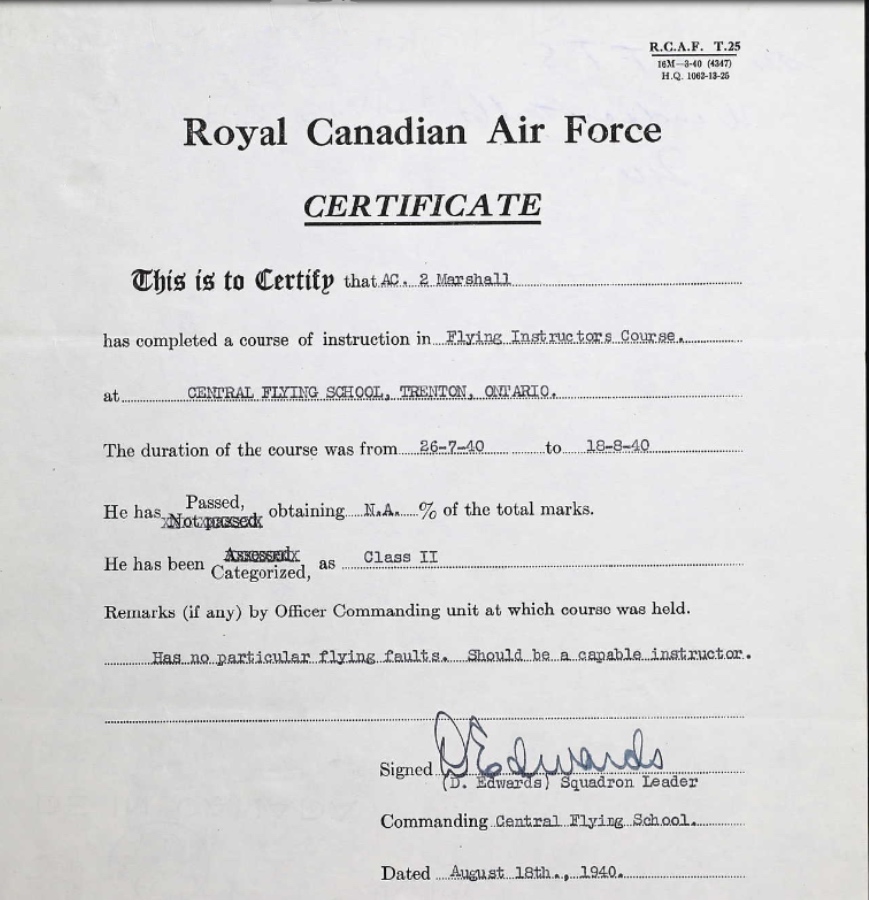 R.C.A.F. T.25
16M—3-40 (4347)
H.Q. 1062-13-25
Royal Canadian Air Force
CERTIFICATE
This is to Certify that AC. 2 Marshall
has completed a course of instruction in Flying Instructors Course.
at CENTRAL FLYING SCHOOL, TRENTON, ONTARIO.
The duration of the course was from 26-7-40 to 18-8-40
He has Passed, Not passed obtaining N.A. % of the total marks.
He has been Assessed Categorized, as Class II
Remarks (if any) by Officer Commanding unit at which course was held.
Has no particular flying faults. Should be a capable instructor.
Signed D Edwards
(D. Edwards) Squadron Leader
Commanding Central Flying School.
Dated August 18th., 1940.